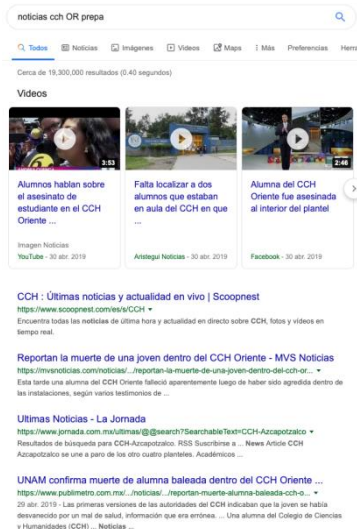 noticias cch OR prepa
Todos Noticias Imágenes Videos Maps Más Preferencias Herra
Cerca de 19,300,000 resultados (0.40 segundos)
Videos
3:53
2:46
Alumnos hablan sobre
el asesinato de
estudiante en el CCH
Oriente ...
Imagen Noticias
YouTube - 30 abr. 2019
Falta localizar a dos
alumnos que estaban
en aula del CCH en que
...
Aristegui Noticias - 30 abr. 2019
Alumna del CCH
Oriente fue asesinada
al interior del plantel
Facebook - 30 abr. 2019
CCH : Últimas noticias y actualidad en vivo | Scoopnest
https://www.scoopnest.com/es/s/CCH
Encuentra todas las noticias de última hora y actualidad en directo sobre CCH, fotos y videos en
tiempo real.
Reportan la muerte de una joven dentro del CCH Oriente - MVS Noticias
https://mvsnoticias.com/noticias/.../reportan-la-muerte-de-una-joven-dentro-del-cch-or...
Esta tarde una alumna del CCH Oriente falleció aparentemente luego de haber sido agredida dentro de
las instalaciones, según varios testimonios de ...
Ultimas Noticias - La Jornada
https://www.jornada.com.mx/ultimas/@@search?SearchableText=CCH-Azcapotzalco
Resultados de búsqueda para CCH-Azcapotzalco. RSS Suscribirse a ... News Article CCH
Azcapotzalco se une a paro de los otro cuatro planteles. Académicos ...
UNAM confirma muerte de alumna baleada dentro del CCH Oriente ...
https://www.publimetro.com.mx/.../noticias/.../reportan-muerte-alumna-baleada-cch-o...
29 abr. 2019 - Las primeras versiones de las autoridades del CCH indicaban que la joven se había
desvanecido por un mal de salud, información que era errónea. ... Una alumna del Colegio de Ciencias
y Humanidades (CCH) ... Noticias ...